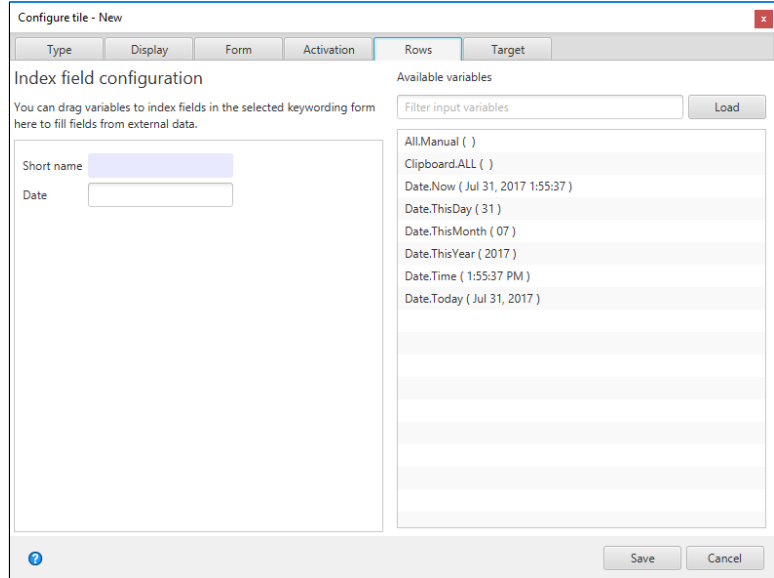 Configure tile - New
x
Type Display Form Activation Rows Target
Index field configuration
You can drag variables to index fields in the selected keywording form
here to fill fields from external data.
Short name
Date
Available variables
Filter input variables
Load
All.Manual ( )
Clipboard.ALL ( )
Date.Now ( Jul 31, 2017 1:55:37 )
Date.ThisDay ( 31 )
Date.ThisMonth ( 07 )
Date.ThisYear ( 2017 )
Date.Time ( 1:55:37 PM )
Date.Today ( Jul 31, 2017 )
?
Save Cancel